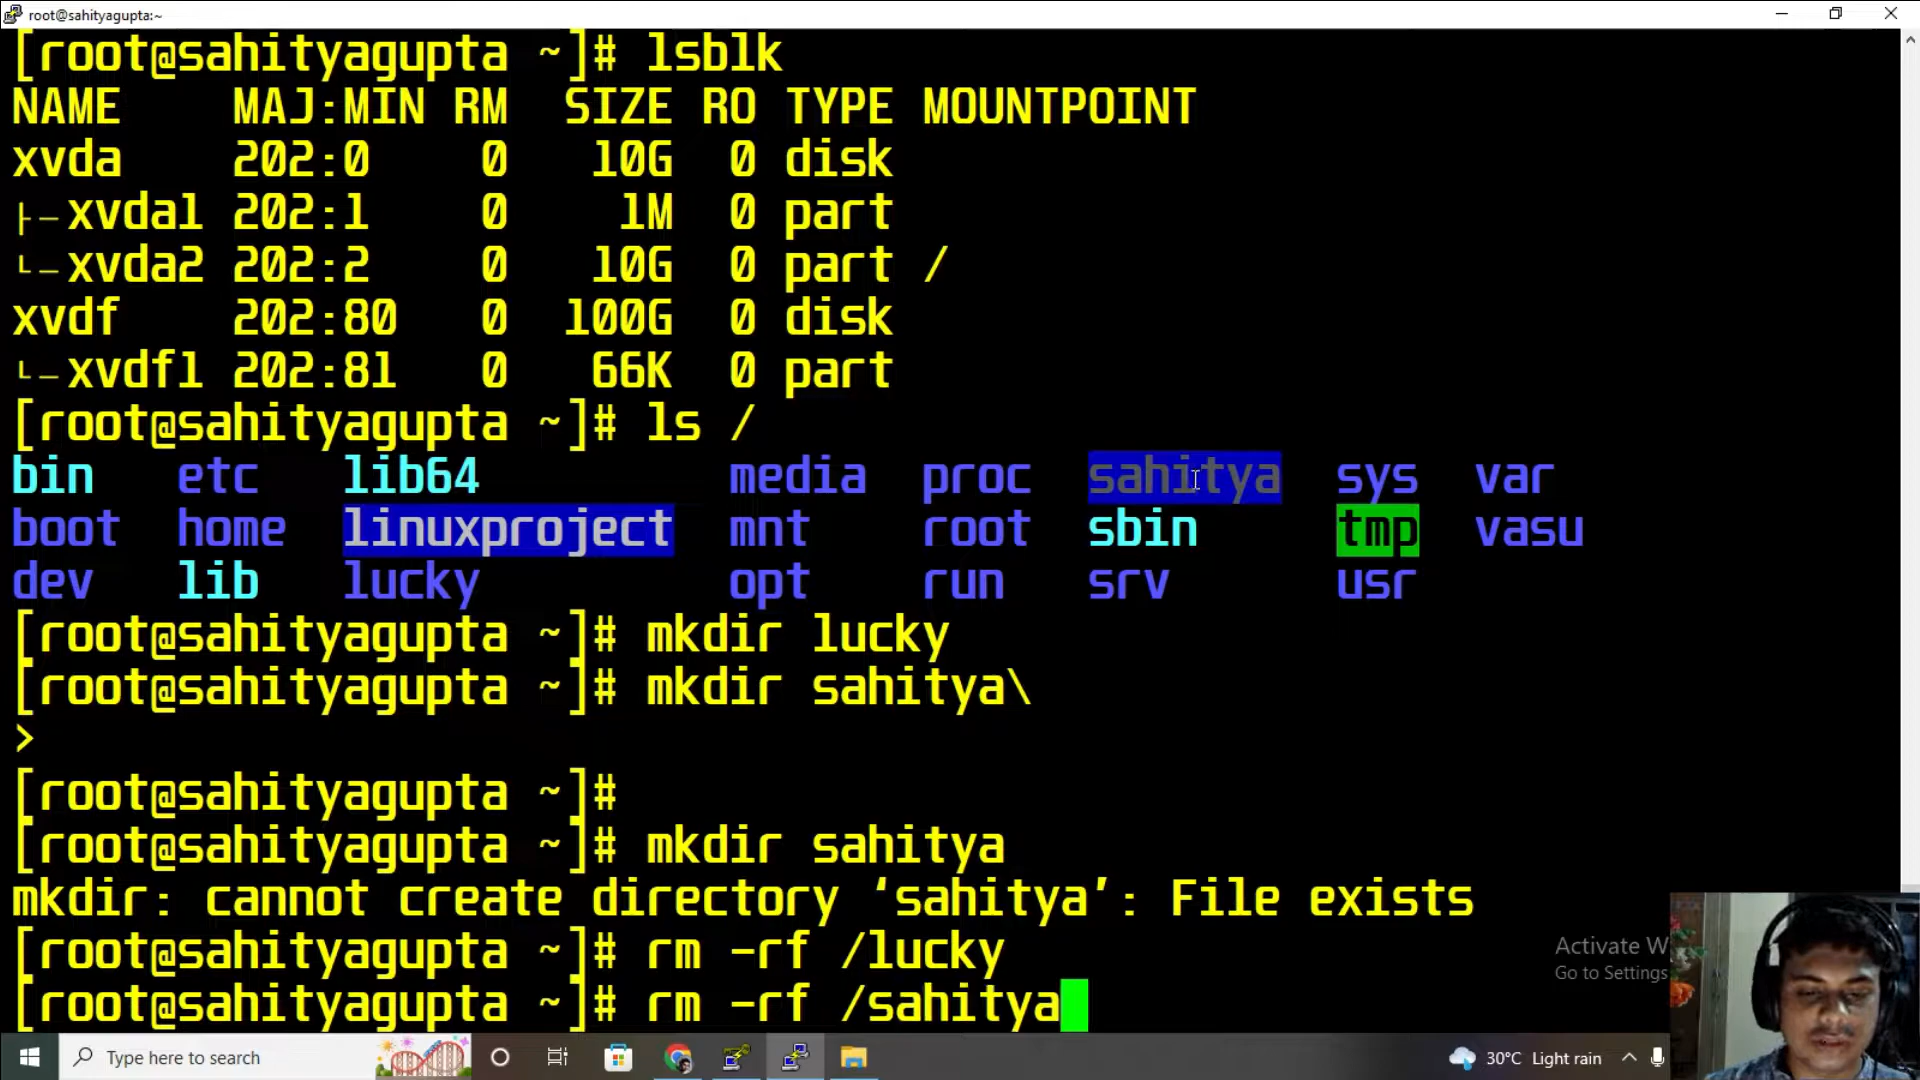 root@sahityagupta:~
[root@sahityagupta ~]# lsblk
NAME MAJ:MIN RM SIZE RO TYPE MOUNTPOINT
xvda 202:0 0 10G 0 disk
├─xvda1 202:1 0 1M 0 part
└─xvda2 202:2 0 10G 0 part /
xvdf 202:80 0 100G 0 disk
└─xvdf1 202:81 0 66K 0 part
[root@sahityagupta ~]# ls /
bin etc lib64 media proc sahitya sys var
boot home linuxproject mnt root sbin tmp vasu
dev lib lucky opt run srv usr
[root@sahityagupta ~]# mkdir lucky
[root@sahityagupta ~]# mkdir sahitya\
>
[root@sahityagupta ~]#
[root@sahityagupta ~]# mkdir sahitya
mkdir: cannot create directory ‘sahitya’: File exists
[root@sahityagupta ~]# rm -rf /lucky
[root@sahityagupta ~]# rm -rf /sahitya
Activate W
Go to Settings
Type here to search
30°C Light rain